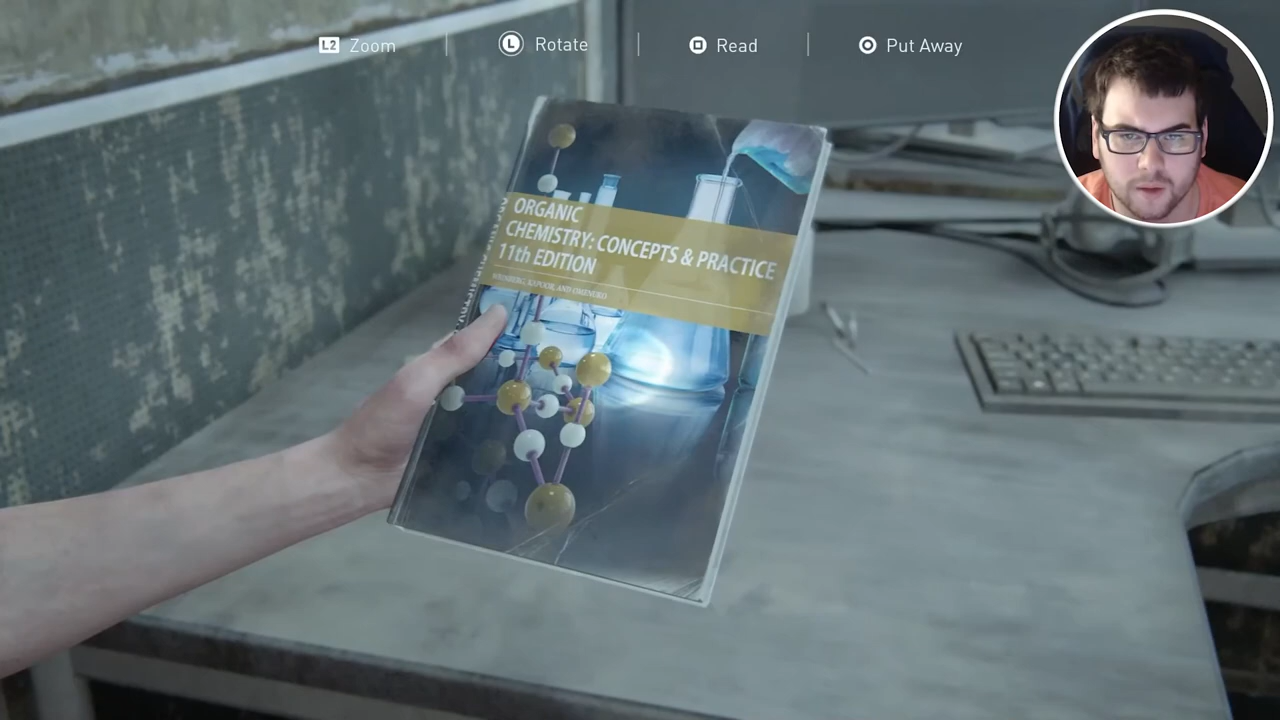 L2 Zoom
L Rotate
Read
Put Away
ORGANIC
CHEMISTRY: CONCEPTS & PRACTICE
11th EDITION